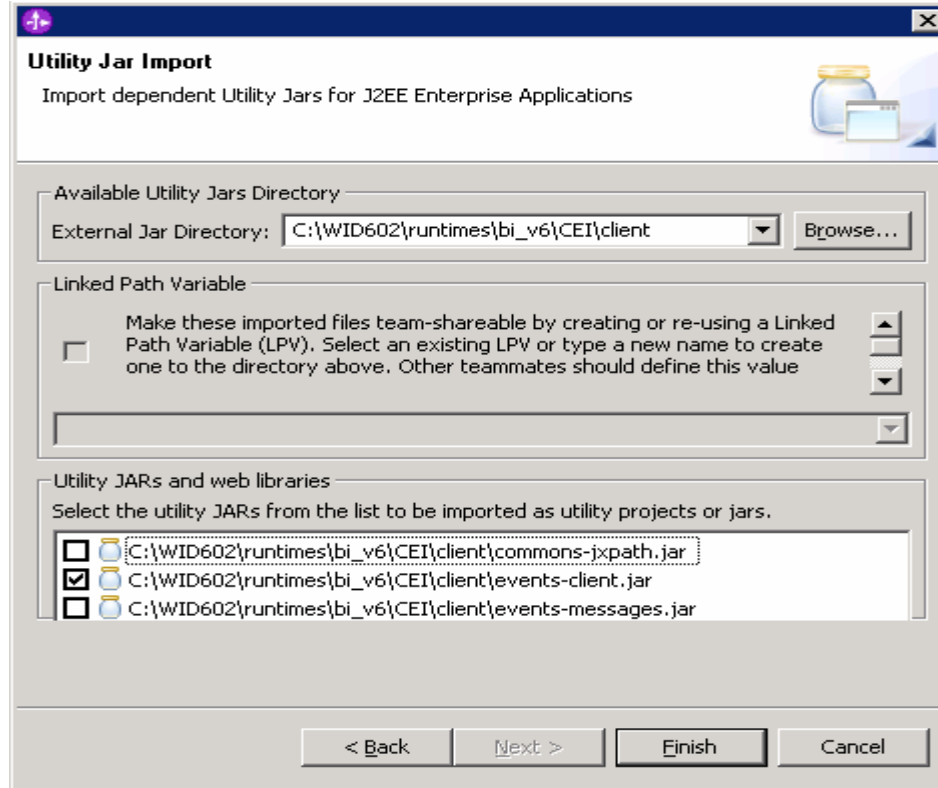 Utility Jar Import
Import dependent Utility Jars for J2EE Enterprise Applications
Available Utility Jars Directory
External Jar Directory: C:\WID602\runtimes\bi_v6\CEI\client Browse...
Linked Path Variable
Make these imported files team-shareable by creating or re-using a Linked
Path Variable (LPV). Select an existing LPV or type a new name to create
one to the directory above. Other teammates should define this value
Utility JARs and web libraries
Select the utility JARs from the list to be imported as utility projects or jars.
C:\WID602\runtimes\bi_v6\CEI\client\commons-jxpath.jar
C:\WID602\runtimes\bi_v6\CEI\client\events-client.jar
C:\WID602\runtimes\bi_v6\CEI\client\events-messages.jar
< Back Next > Finish Cancel